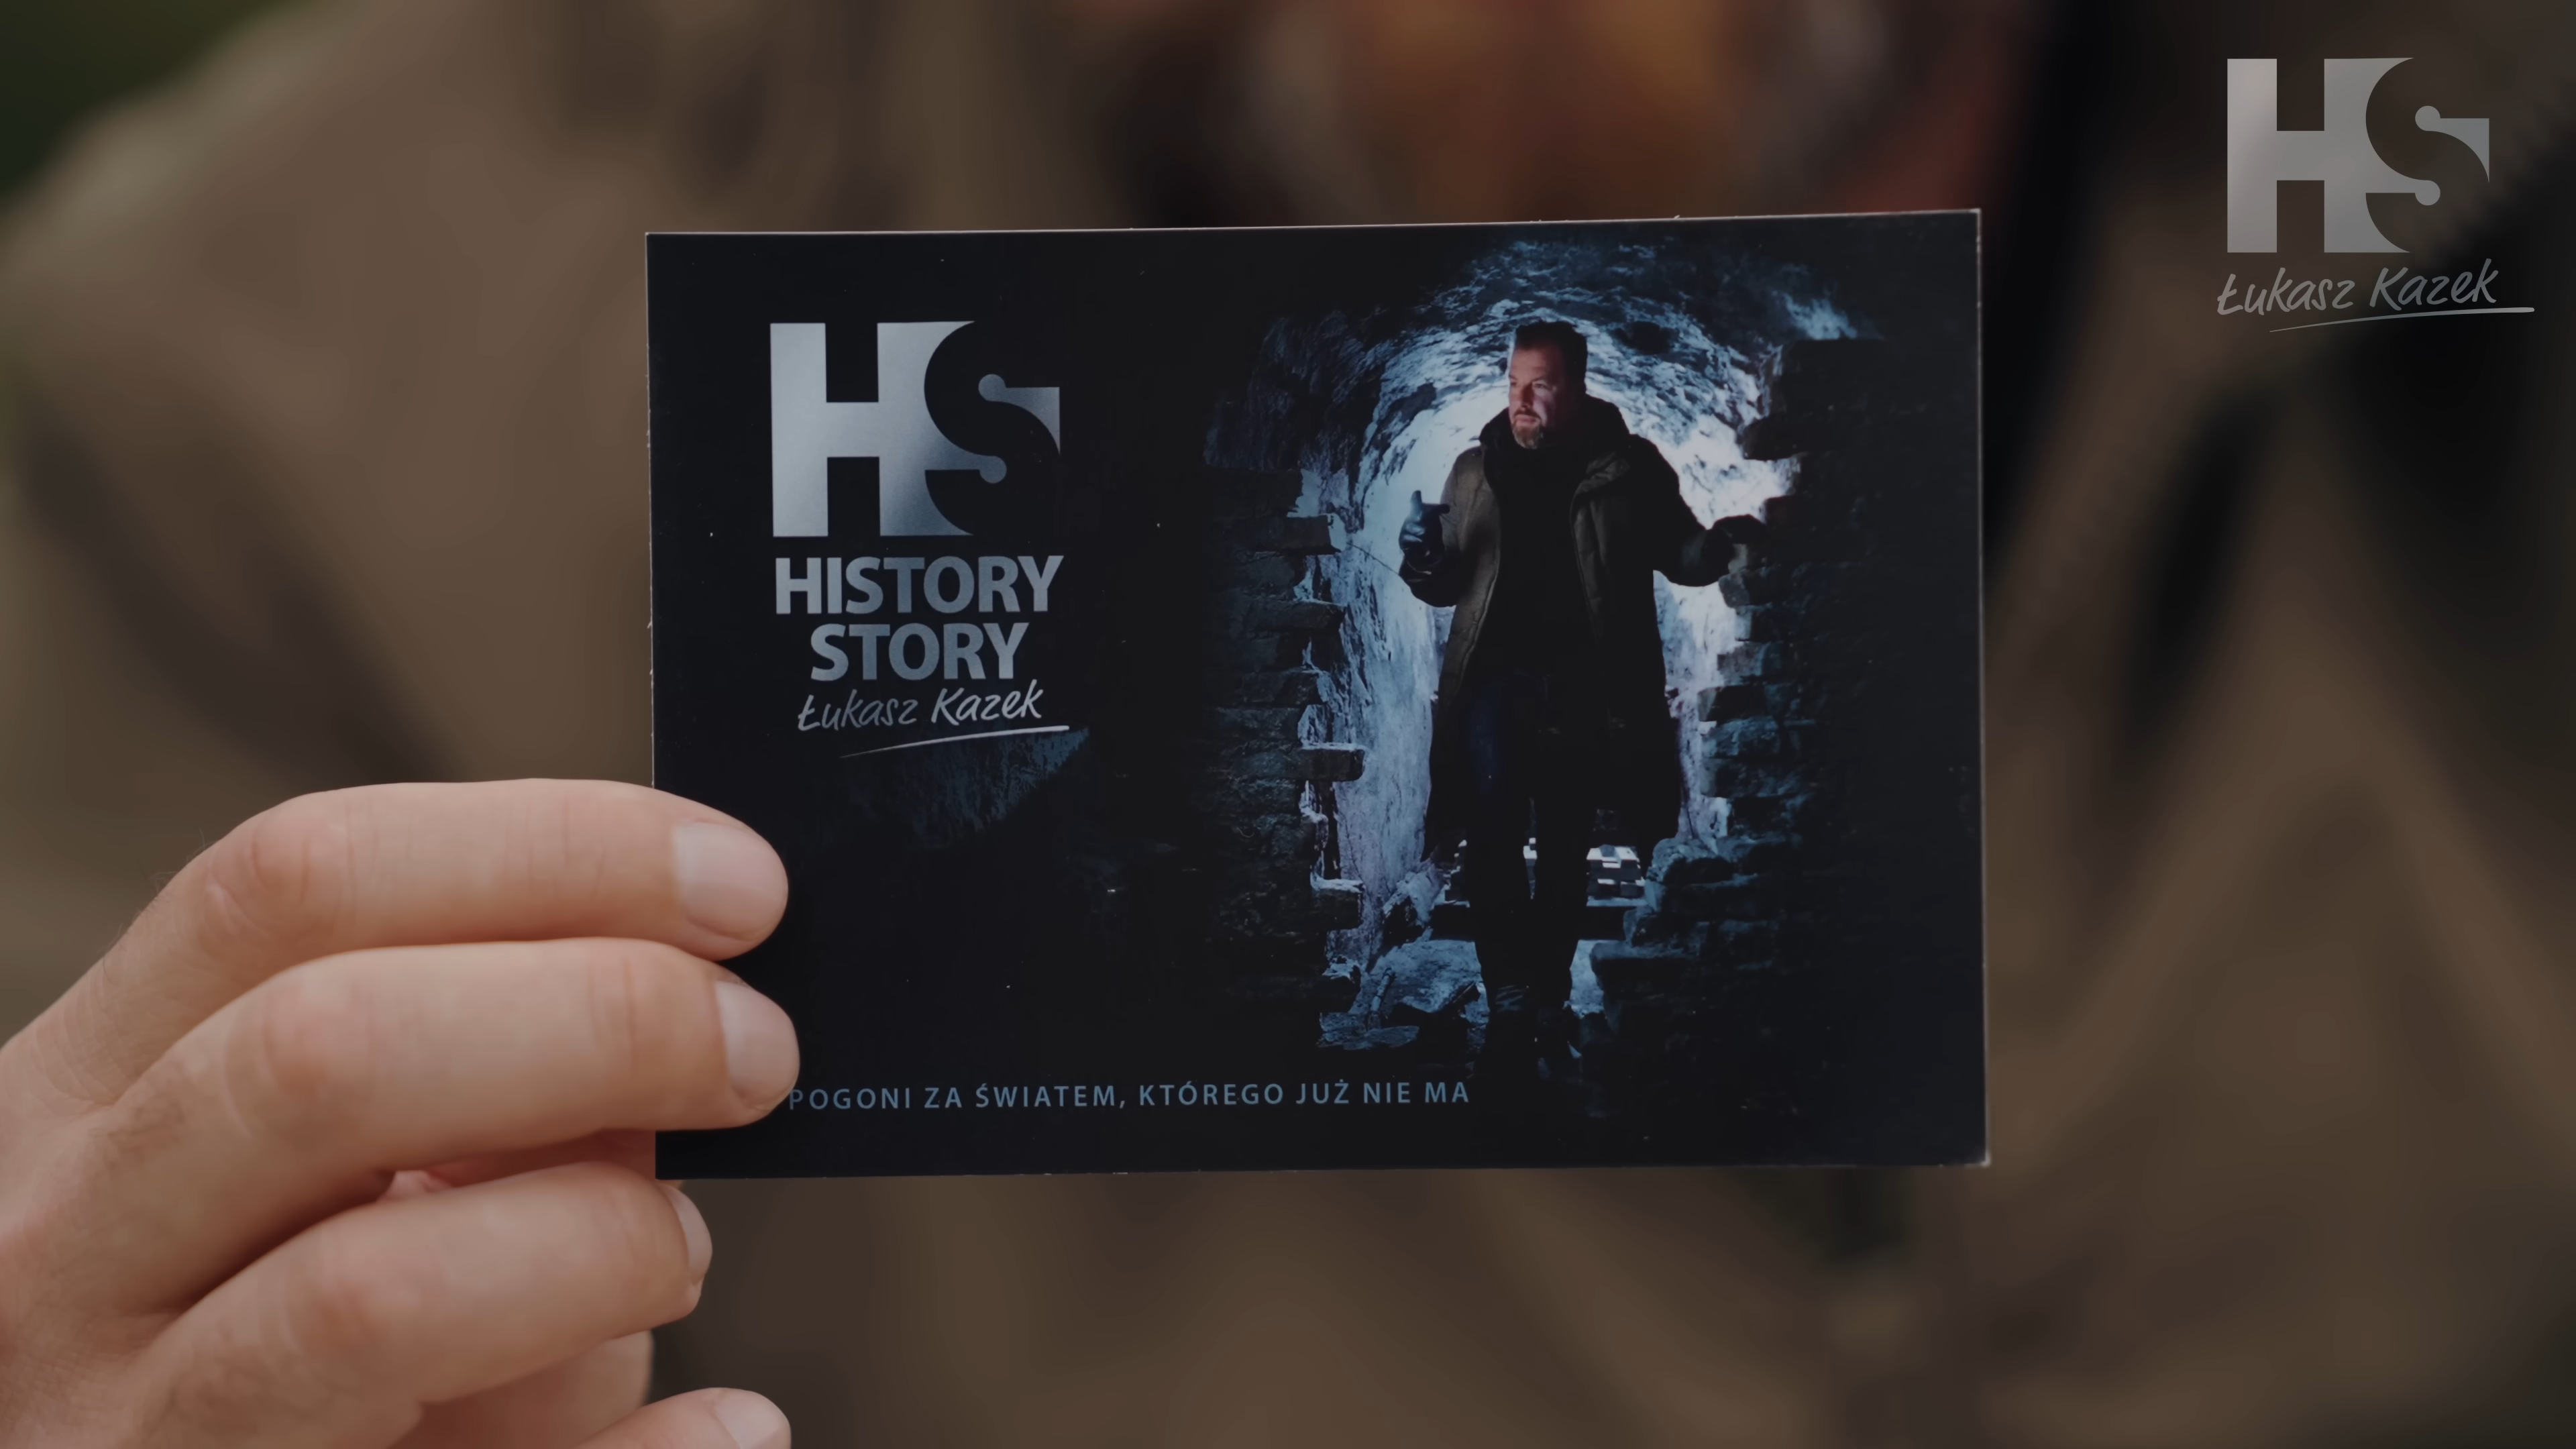 HS
HISTORY
STORY
Łukasz Kazek
POGONI ZA ŚWIATEM, KTÓREGO JUŻ NIE MA
HS
Łukasz Kazek